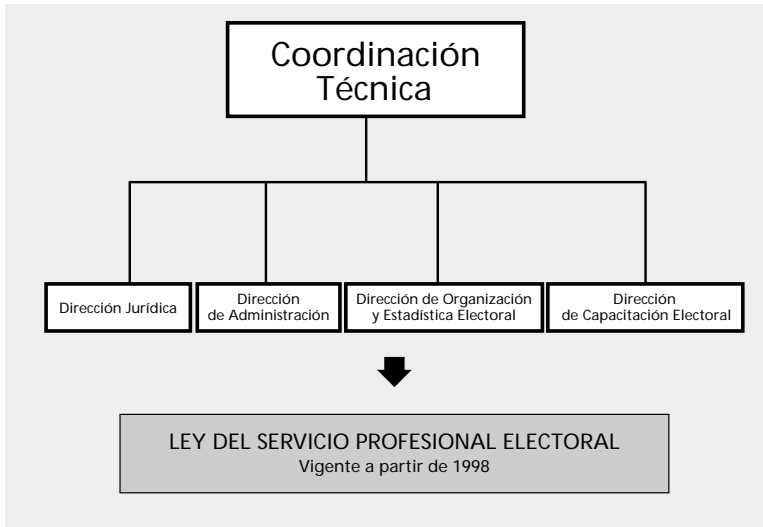 Coordinación
Técnica
Dirección Jurídica
Dirección
de Administración
Dirección de Organización
y Estadística Electoral
Dirección
de Capacitación Electoral
LEY DEL SERVICIO PROFESIONAL ELECTORAL
Vigente a partir de 1998